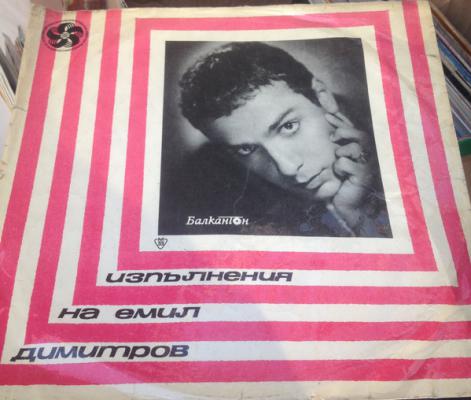 Балкантон
изпълнения
на емил
димитров